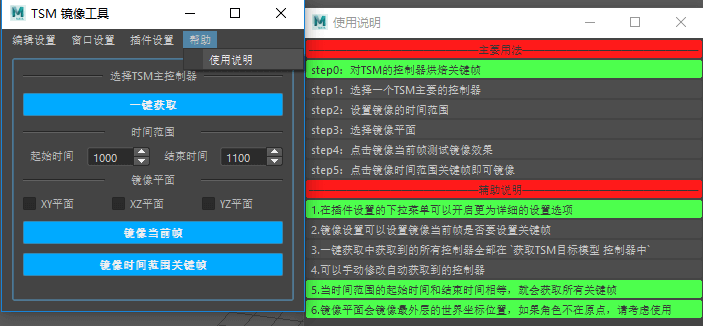 TSM 镜像工具
编辑设置 窗口设置 插件设置 帮助
使用说明
选择TSM主控制器
一键获取
时间范围
起始时间 1000 结束时间 1100
镜像平面
XY平面 XZ平面 YZ平面
镜像当前帧
镜像时间范围关键帧
使用说明
主要用法
step0：对TSM的控制器烘焙关键帧
step1：选择一个TSM主要的控制器
step2：设置镜像的时间范围
step3：选择镜像平面
step4：点击镜像当前帧测试镜像效果
step5：点击镜像时间范围关键帧即可镜像
辅助说明
1.在插件设置的下拉菜单可以开启更为详细的设置选项
2.镜像设置可以设置镜像当前帧是否要设置关键帧
3.一键获取中获取到的所有控制器全部在 `获取TSM目标模型 控制器中`
4.可以手动修改自动获取到的控制器
5.当时间范围的起始时间和结束时间相等，就会获取所有关键帧
6.镜像平面会镜像最外层的世界坐标位置，如果角色不在原点，请考虑使用